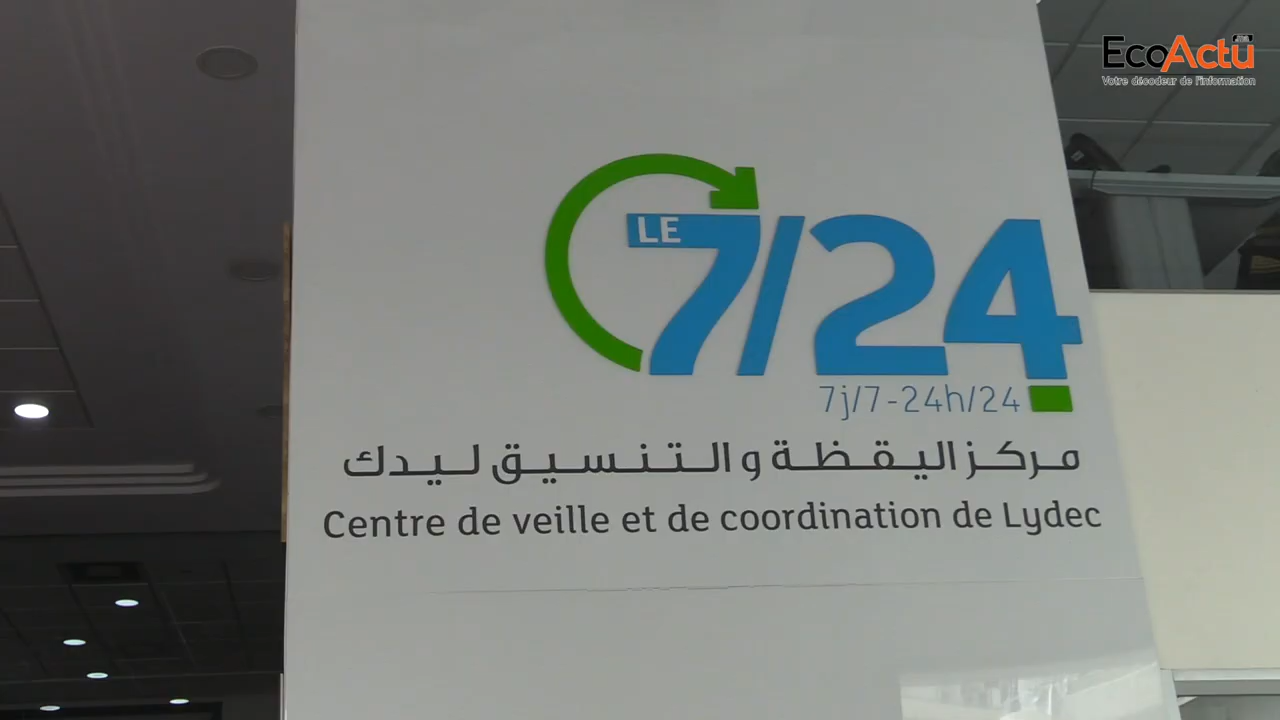 EcoActu
Votre décodeur de l'information
LE 7/24
7j/7-24h/24
مركز اليقظة والتنسيق ليدك
Centre de veille et de coordination de Lydec